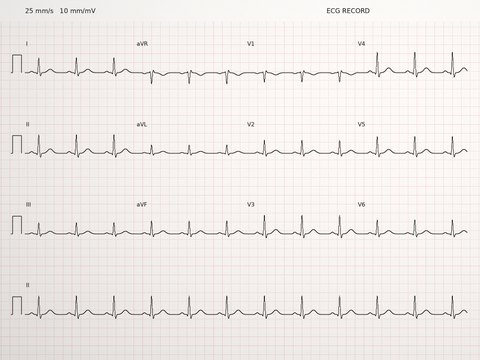 25 mm/s 10 mm/mV ECG RECORD
I aVR V1 V4
II aVL V2 V5
III aVF V3 V6
II